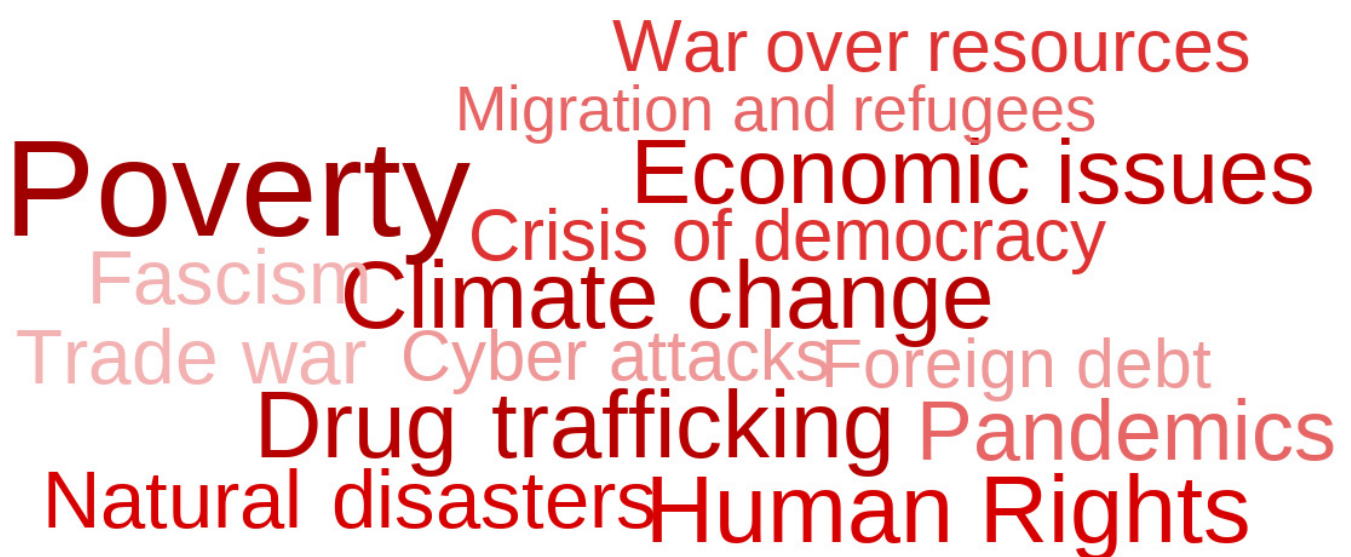 War over resources
Migration and refugees
Poverty
Economic issues
Crisis of democracy
Fascism
Climate change
Trade war
Cyber attacks
Foreign debt
Drug trafficking
Pandemics
Natural disasters
Human Rights